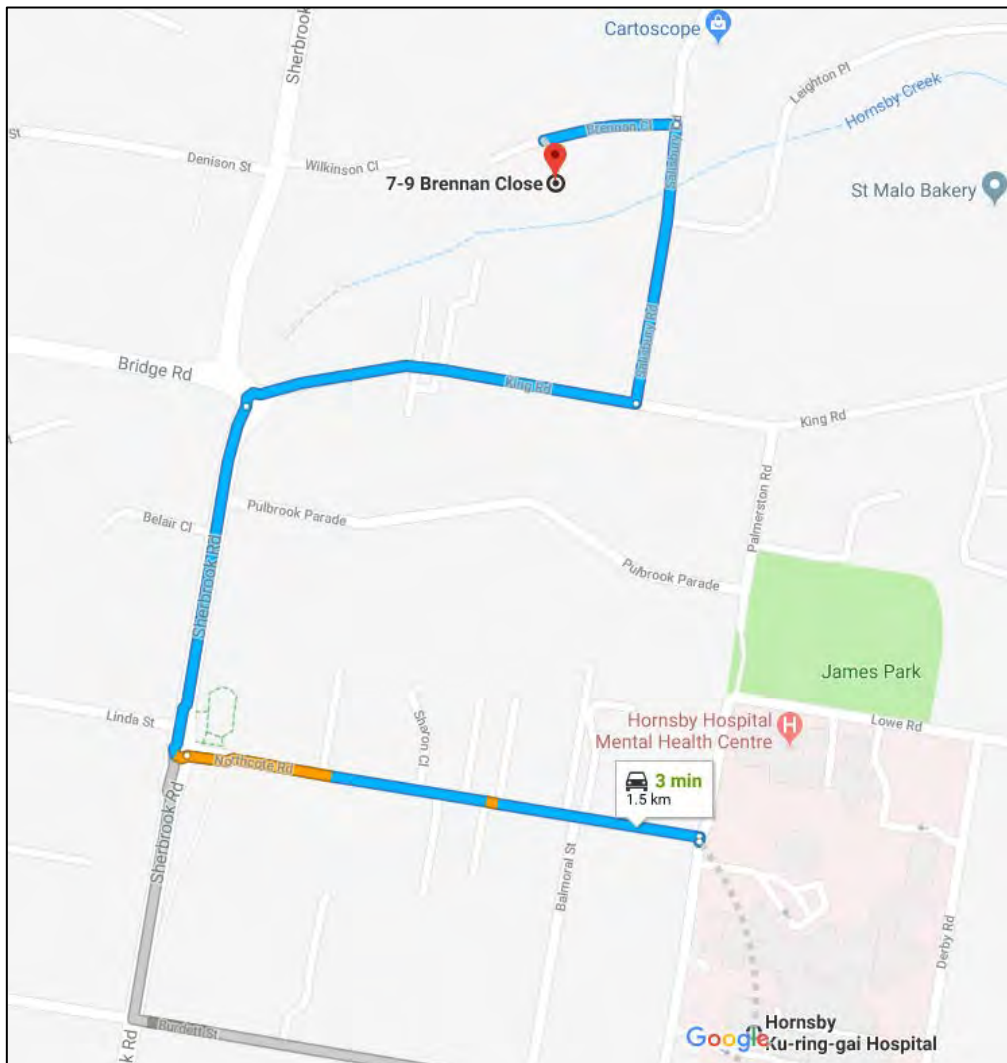 Cartoscope
Sherbrook
Leighton Pl
Hornsby Creek
St
Brennan Cl
Salisbury Rd
Denison St
Wilkinson Cl
7-9 Brennan Close
St Malo Bakery
Salisbury Rd
Bridge Rd
King Rd
King Rd
Palmerston Rd
Pulbrook Parade
Belair Cl
Pulbrook Parade
Sherbrook Rd
James Park
Linda St
Sharon Cl
Hornsby Hospital
Mental Health Centre
H
Lowe Rd
Northcote Rd
3 min
1.5 km
Sherbrook Rd
Balmoral St
Derby Rd
Burdett St
k Rd
Google
Hornsby
Ku-ring-gai Hospital